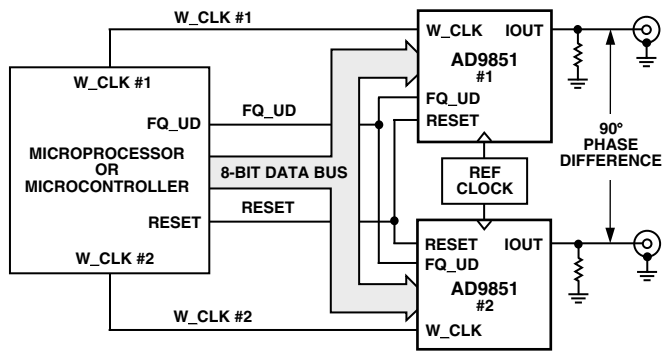 W_CLK #1
W_CLK #1
FQ_UD
MICROPROCESSOR
OR
MICROCONTROLLER
RESET
W_CLK #2
FQ_UD
8-BIT DATA BUS
RESET
W_CLK #2
W_CLK IOUT
AD9851
#1
FQ_UD
RESET
REF
CLOCK
RESET IOUT
FQ_UD
AD9851
#2
W_CLK
90°
PHASE
DIFFERENCE